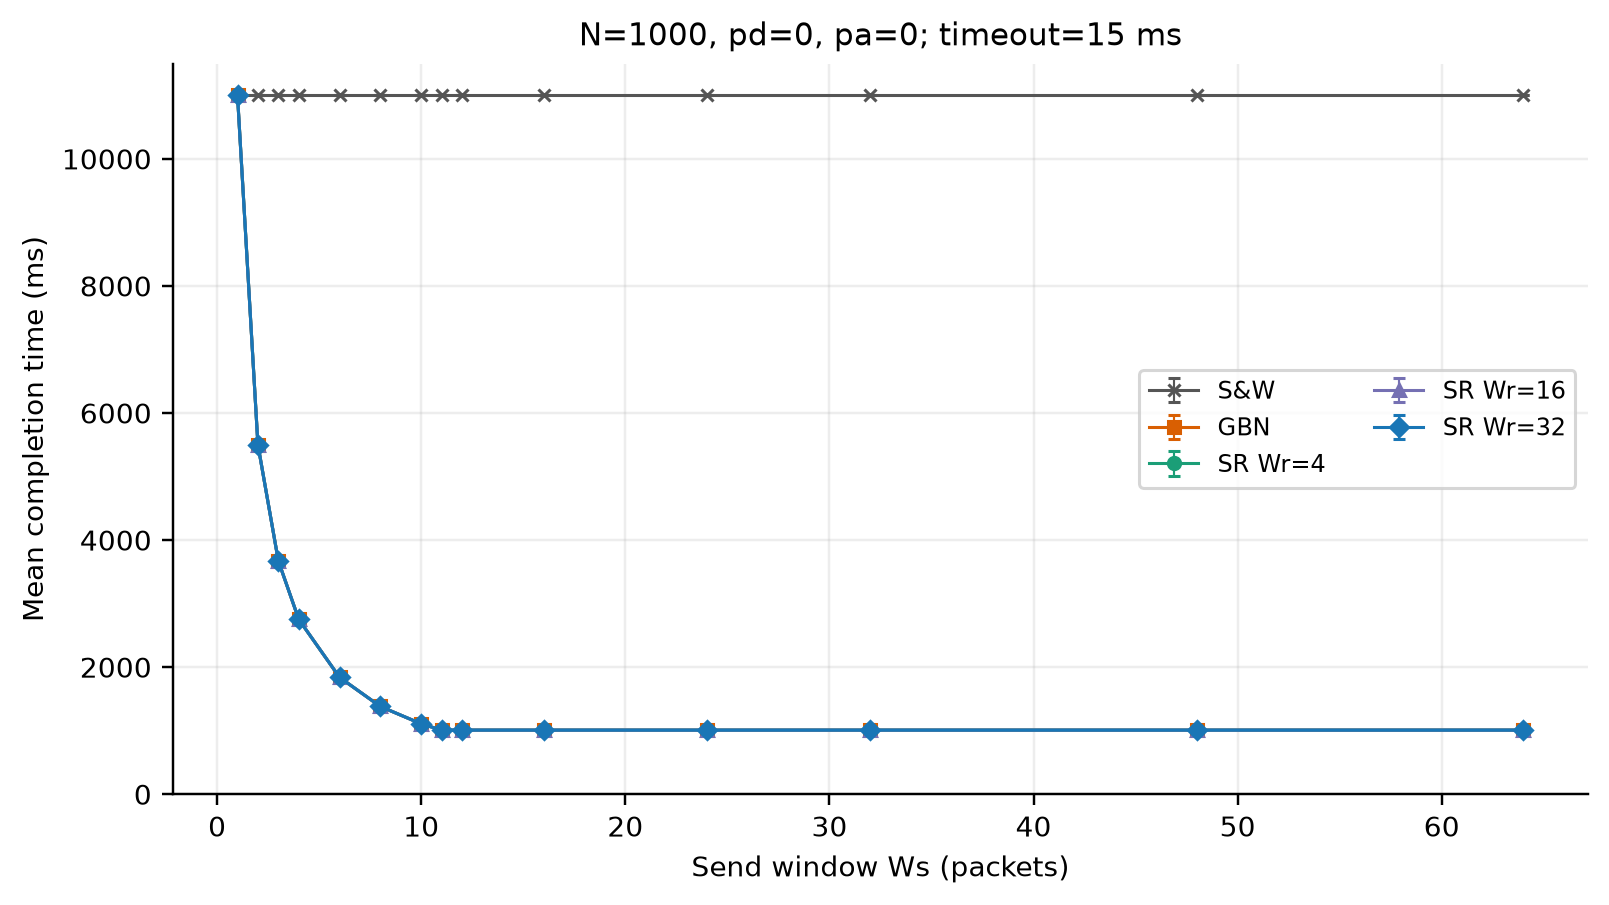 N=1000, pd=0, pa=0; timeout=15 ms
Mean completion time (ms)
10000
8000
6000
4000
2000
0
S&W
GBN
SR Wr=4
SR Wr=16
SR Wr=32
0 10 20 30 40 50 60
Send window Ws (packets)